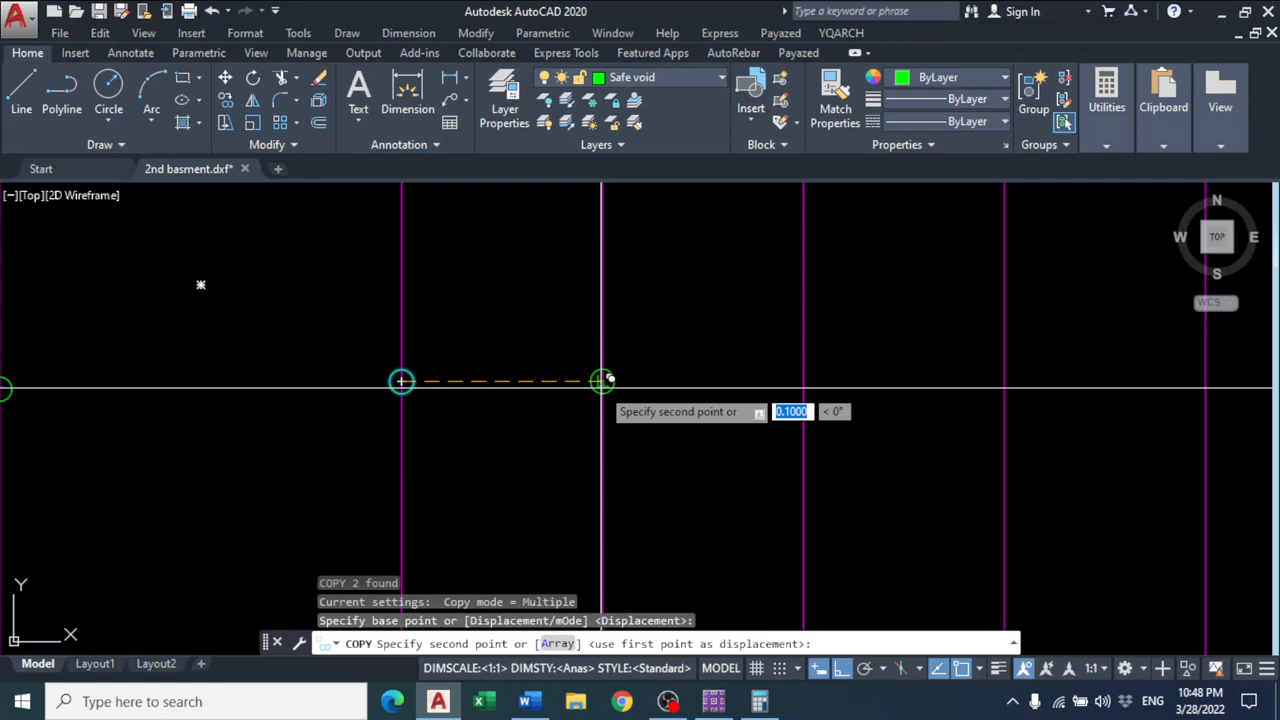 Autodesk AutoCAD 2020
Type a keyword or phrase
Sign In
File Edit View Insert Format Tools Draw Dimension Modify Parametric Window Help Express Payazed YQARCH
Home Insert Annotate Parametric View Manage Output Add-ins Collaborate Express Tools Featured Apps AutoRebar Payazed
Safe void
ByLayer
ByLayer
ByLayer
Line Polyline Circle Arc Text Dimension Layer Properties Insert Match Properties Group Utilities Clipboard View
Draw Modify Annotation Layers Block Properties Groups
Start 2nd basment.dxf*
[−][Top][2D Wireframe]
N
W TOP E
S
WCS
Specify second point or 0.1000 < 0°
Y
X
COPY 2 found
Current settings: Copy mode = Multiple
Specify base point or [Displacement/mOde] <Displacement>:
COPY Specify second point or [Array] <use first point as displacement>:
Model Layout1 Layout2
DIMSCALE:<1:> DIMSTY:<Anas> STYLE:<Standard> MODEL 1:1
Type here to search
ENG
10:48 PM
3/28/2022